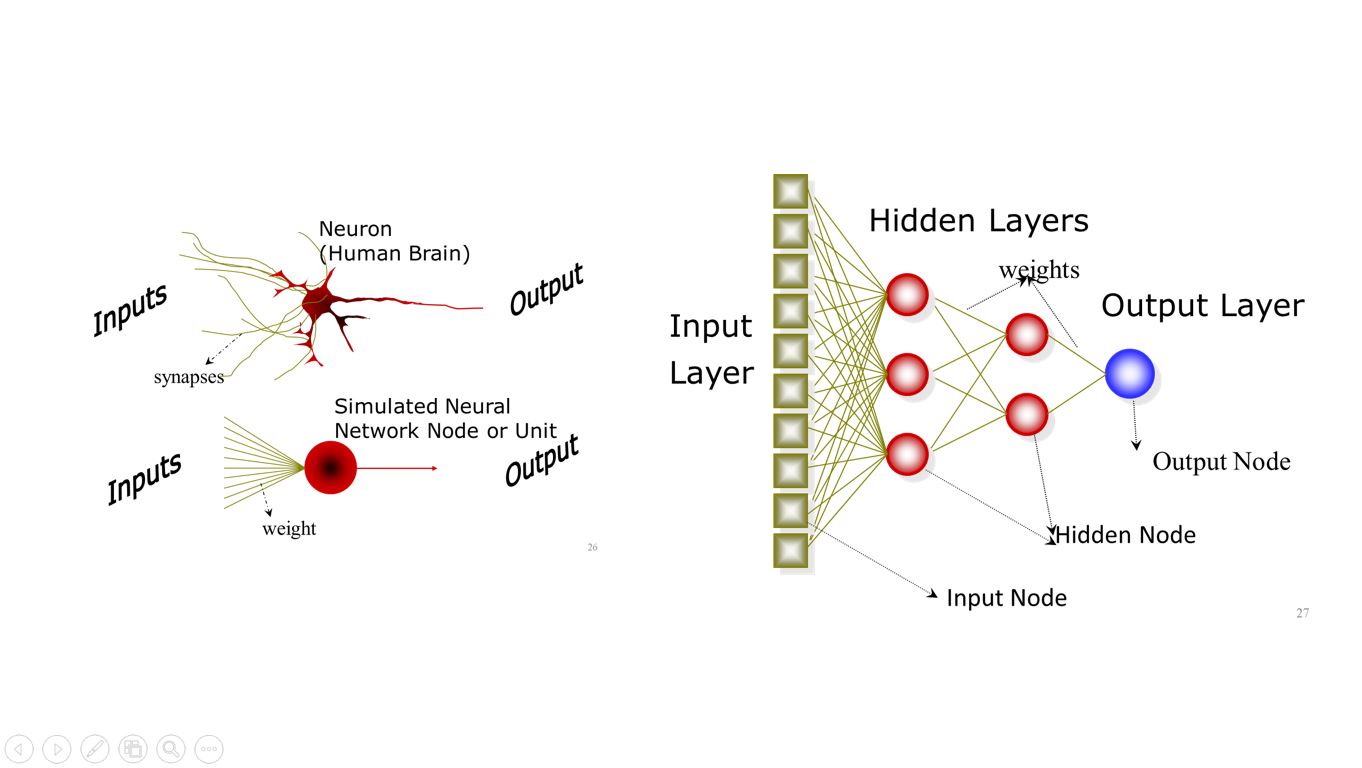 Neuron
(Human Brain)
Inputs
Output
synapses
Simulated Neural
Network Node or Unit
Inputs
Output
weight
26
Hidden Layers
weights
Output Layer
Input
Layer
Output Node
Hidden Node
Input Node
27